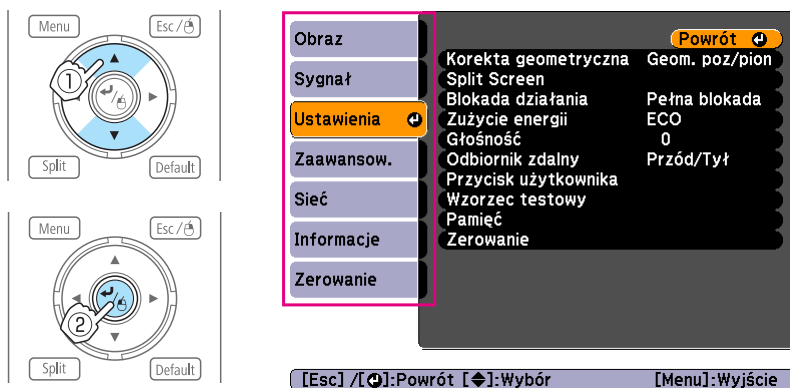 Menu
Esc /
1
Split
Default
Menu
Esc /
2
Split
Default
Obraz
Sygnał
Ustawienia
Zaawansow.
Sieć
Informacje
Zerowanie
Powrót
Korekta geometryczna Geom. poz/pion
Split Screen
Blokada działania Pełna blokada
Zużycie energii ECO
Głośność 0
Odbiornik zdalny Przód/Tył
Przycisk użytkownika
Wzorzec testowy
Pamięć
Zerowanie
[Esc] /[ ]:Powrót [ ]:Wybór [Menu]:Wyjście